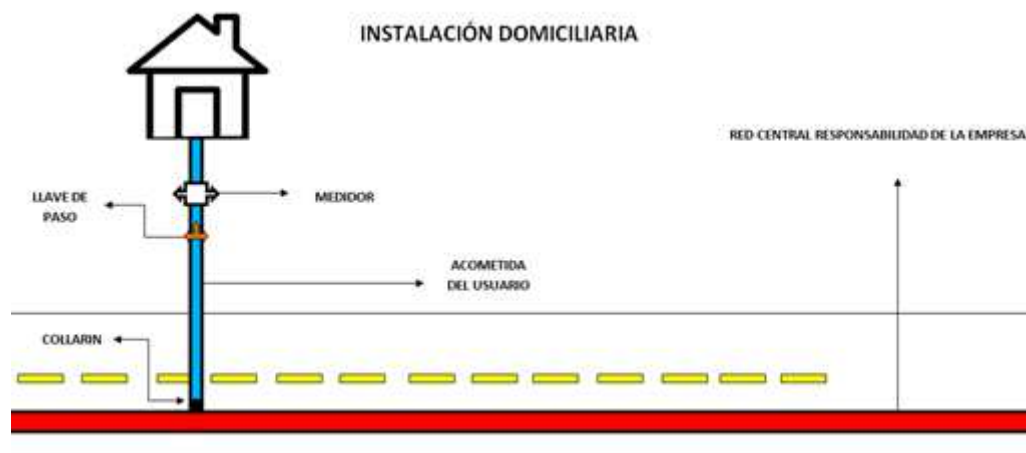 INSTALACIÓN DOMICILIARIA
RED CENTRAL RESPONSABILIDAD DE LA EMPRESA
LLAVE DE
PASO
MEDIDOR
ACOMETIDA
DEL USUARIO
COLLARIN